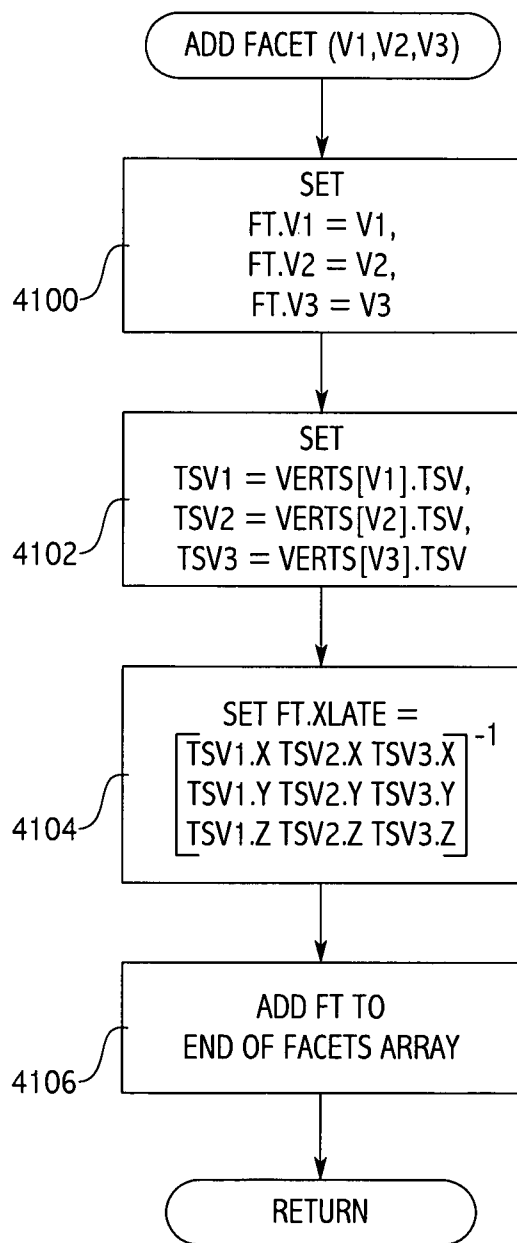 ADD FACET (V1,V2,V3)
SET
FT.V1 = V1,
FT.V2 = V2,
FT.V3 = V3
4100
SET
TSV1 = VERTS[V1].TSV,
TSV2 = VERTS[V2].TSV,
TSV3 = VERTS[V3].TSV
4102
SET FT.XLATE =
[TSV1.X TSV2.X TSV3.X
TSV1.Y TSV2.Y TSV3.Y
TSV1.Z TSV2.Z TSV3.Z]-1
4104
ADD FT TO
END OF FACETS ARRAY
4106
RETURN